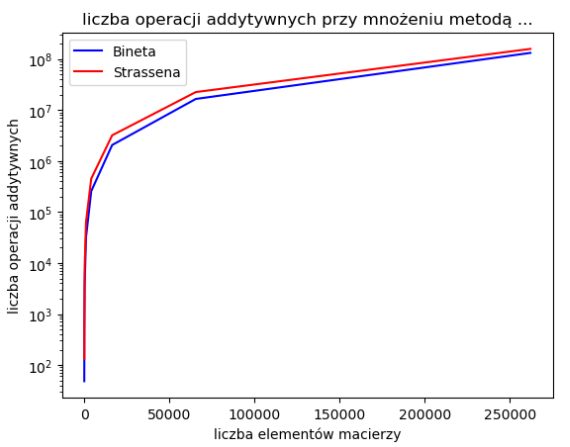 liczba operacji addytywnych przy mnożeniu metodą ...
Bineta
Strassena
liczba operacji addytywnych
10⁸
10⁷
10⁶
10⁵
10⁴
10³
10²
0 50000 100000 150000 200000 250000
liczba elementów macierzy